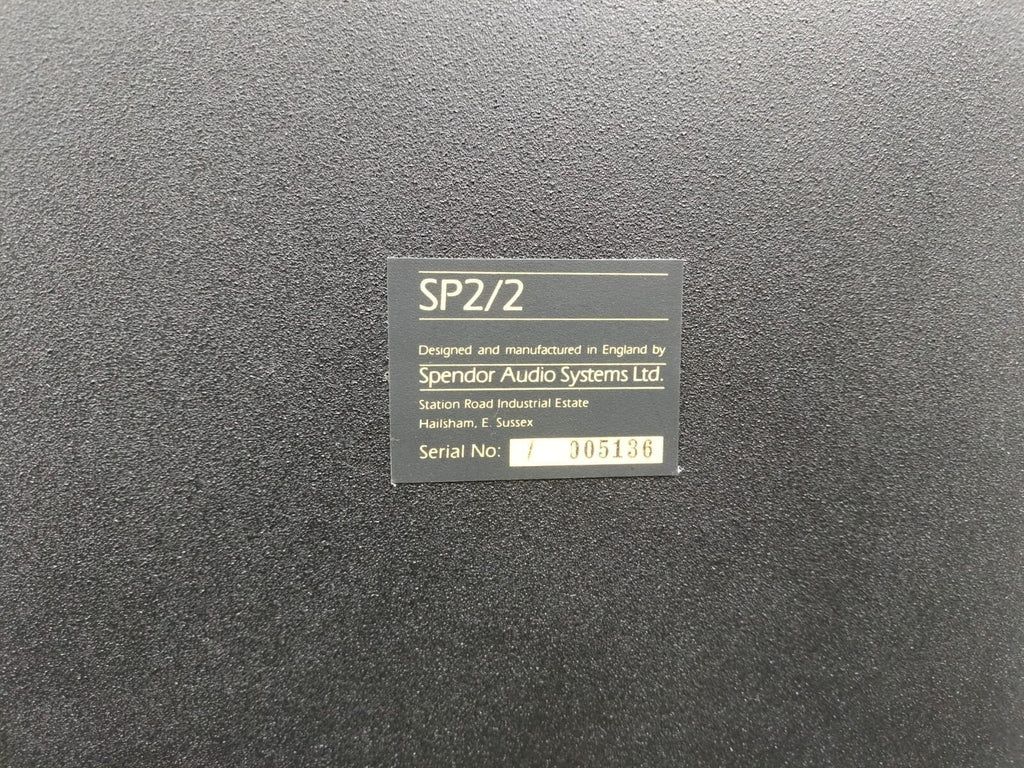 SP2/2
Designed and manufactured in England by
Spendor Audio Systems Ltd.
Station Road Industrial Estate
Hailsham, E. Sussex
Serial No: / 005136